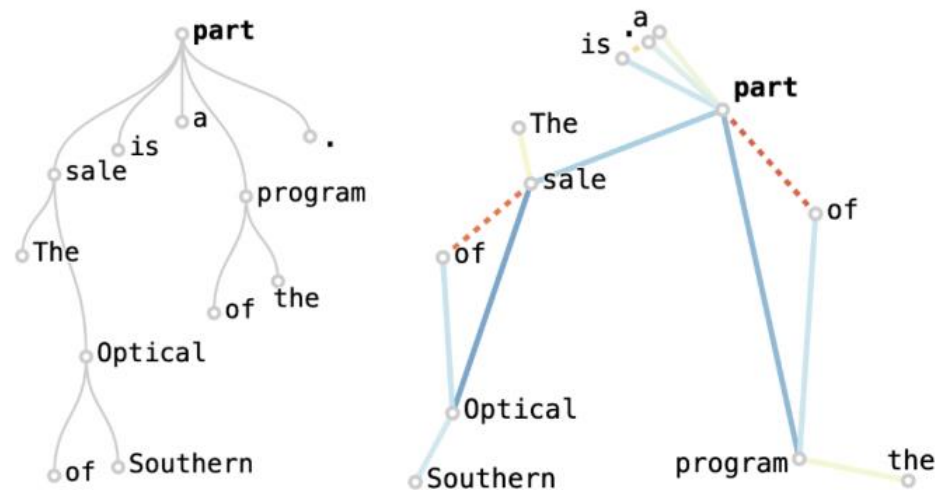 part
a
is
.
sale
program
The
of
the
Optical
of
Southern
a
.
is
part
The
sale
of
of
Optical
program
the
Southern